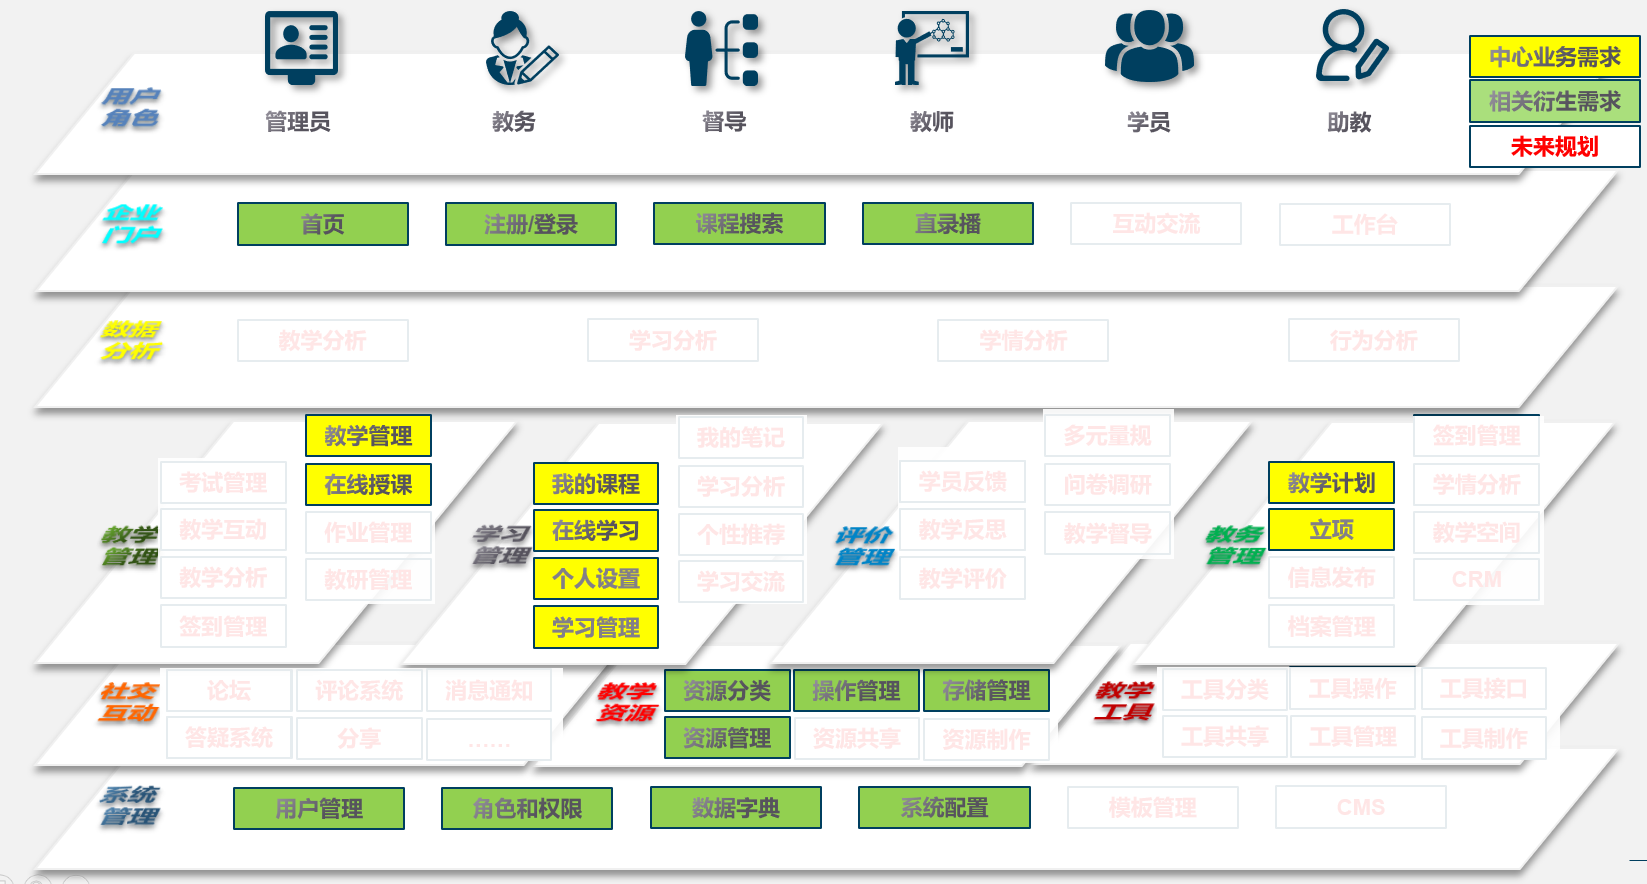 中心业务需求
相关衍生需求
未来规划
用户
角色
管理员
教务
督导
教师
学员
助教
企业
门户
首页
注册/登录
课程搜索
直录播
互动交流
工作台
数据
分析
教学分析
学习分析
学情分析
行为分析
教学
管理
考试管理
教学互动
教学分析
签到管理
教学管理
在线授课
作业管理
教研管理
学习
管理
我的课程
在线学习
个人设置
学习管理
我的笔记
学习分析
个性推荐
学习交流
评价
管理
学员反馈
教学反思
教学评价
多元量规
问卷调研
教学督导
教务
管理
教学计划
立项
信息发布
档案管理
签到管理
学情分析
教学空间
CRM
社交
互动
论坛
评论系统
消息通知
答疑系统
分享
……
教学
资源
资源分类
操作管理
存储管理
资源管理
资源共享
资源制作
教学
工具
工具分类
工具操作
工具接口
工具共享
工具管理
工具制作
系统
管理
用户管理
角色和权限
数据字典
系统配置
模板管理
CMS